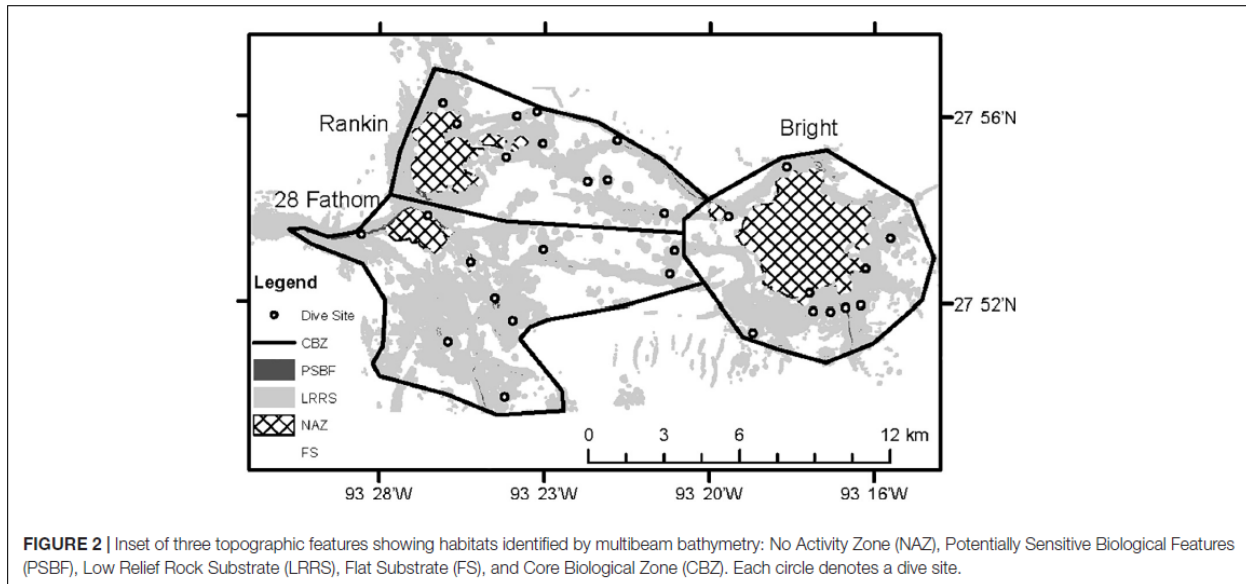 Rankin
Bright
27 56'N
28 Fathom
Legend
Dive Site
CBZ
PSBF
LRRS
NAZ
FS
27 52'N
0 3 6 12 km
93 28'W 93 23'W 93 20'W 93 16'W
FIGURE 2 | Inset of three topographic features showing habitats identified by multibeam bathymetry: No Activity Zone (NAZ), Potentially Sensitive Biological Features
(PSBF), Low Relief Rock Substrate (LRRS), Flat Substrate (FS), and Core Biological Zone (CBZ). Each circle denotes a dive site.